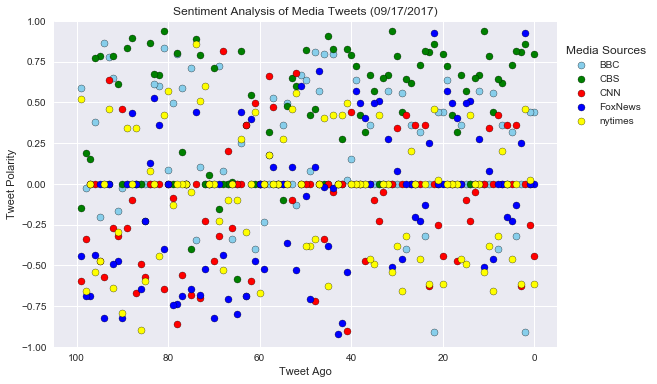 Sentiment Analysis of Media Tweets (09/17/2017)
1.00
0.75
0.50
0.25
0.00
−0.25
−0.50
−0.75
−1.00
Tweet Polarity
100
80
60
40
20
0
Tweet Ago
Media Sources
BBC
CBS
CNN
FoxNews
nytimes